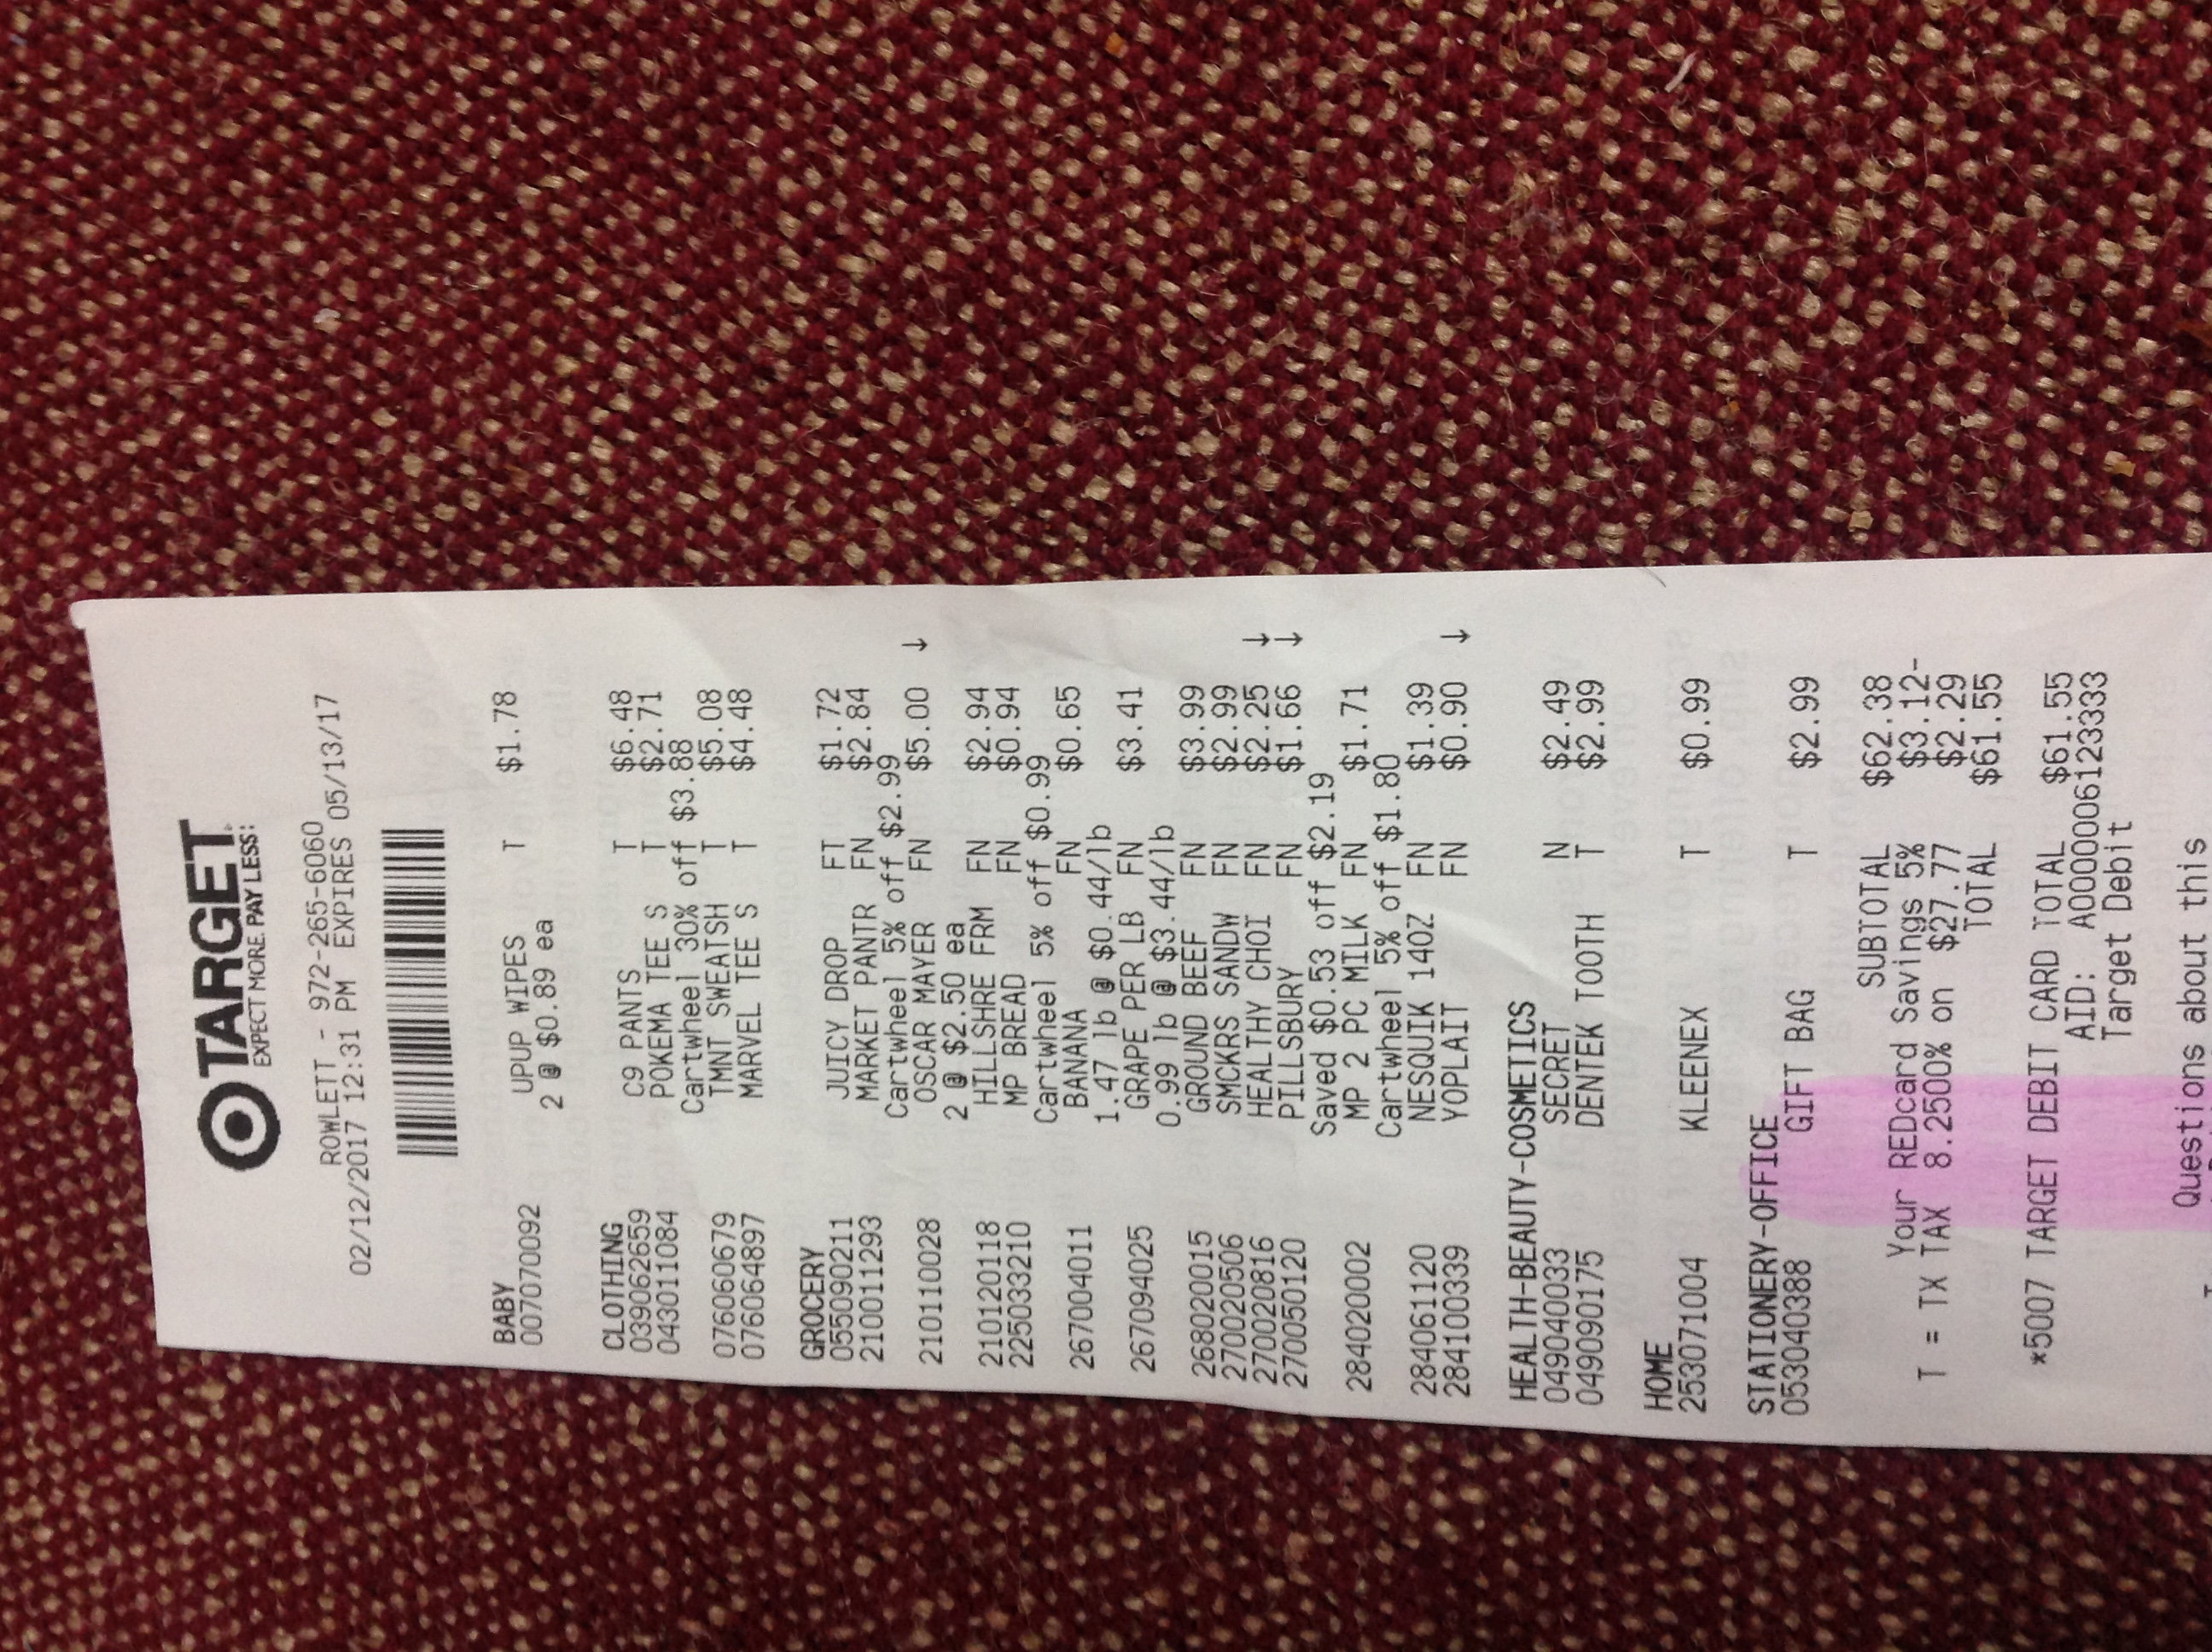 TARGET
EXPECT MORE. PAY LESS.
ROWLETT - 972-265-6060
02/12/2017 12:31 PM EXPIRES 05/13/17
BABY
007070092 UPUP WIPES T $1.78
2 @ $0.89 ea
CLOTHING
039062659 C9 PANTS T $6.48
043011084 POKEMA TEE S T $2.71
Cartwheel 30% off $3.88
076060679 TMNT SWEATSH T $5.08
076064897 MARVEL TEE S T $4.48
GROCERY
055090211 JUICY DROP FT $1.72
210011293 MARKET PANTR FN $2.84
Cartwheel 5% off $2.99
210110028 OSCAR MAYER FN $5.00 ↓
2 @ $2.50 ea
210120118 HILLSHRE FRM FN $2.94
225033210 MP BREAD FN $0.94
Cartwheel 5% off $0.99
267004011 BANANA FN $0.65
1.47 lb @ $0.44/lb
267094025 GRAPE PER LB FN $3.41
0.99 lb @ $3.44/lb
268020015 GROUND BEEF FN $3.99
270020506 SMCKRS SANDW FN $2.99
270020816 HEALTHY CHOI FN $2.25 ↓
270050120 PILLSBURY FN $1.66 ↓
Saved $0.53 off $2.19
284020002 MP 2 PC MILK FN $1.71
Cartwheel 5% off $1.80
284061120 NESQUIK 14OZ FN $1.39
284100339 YOPLAIT FN $0.90 ↓
HEALTH-BEAUTY-COSMETICS
049040033 SECRET N $2.49
049090175 DENTEK TOOTH T $2.99
HOME
253071004 KLEENEX T $0.99
STATIONERY-OFFICE
053040388 GIFT BAG T $2.99
SUBTOTAL $62.38
Your REDcard Savings 5% $3.12-
T = TX TAX 8.2500% on $27.77 $2.29
TOTAL $61.55
*5007 TARGET DEBIT CARD TOTAL $61.55
AID: A0000006123333
Target Debit
Questions about this